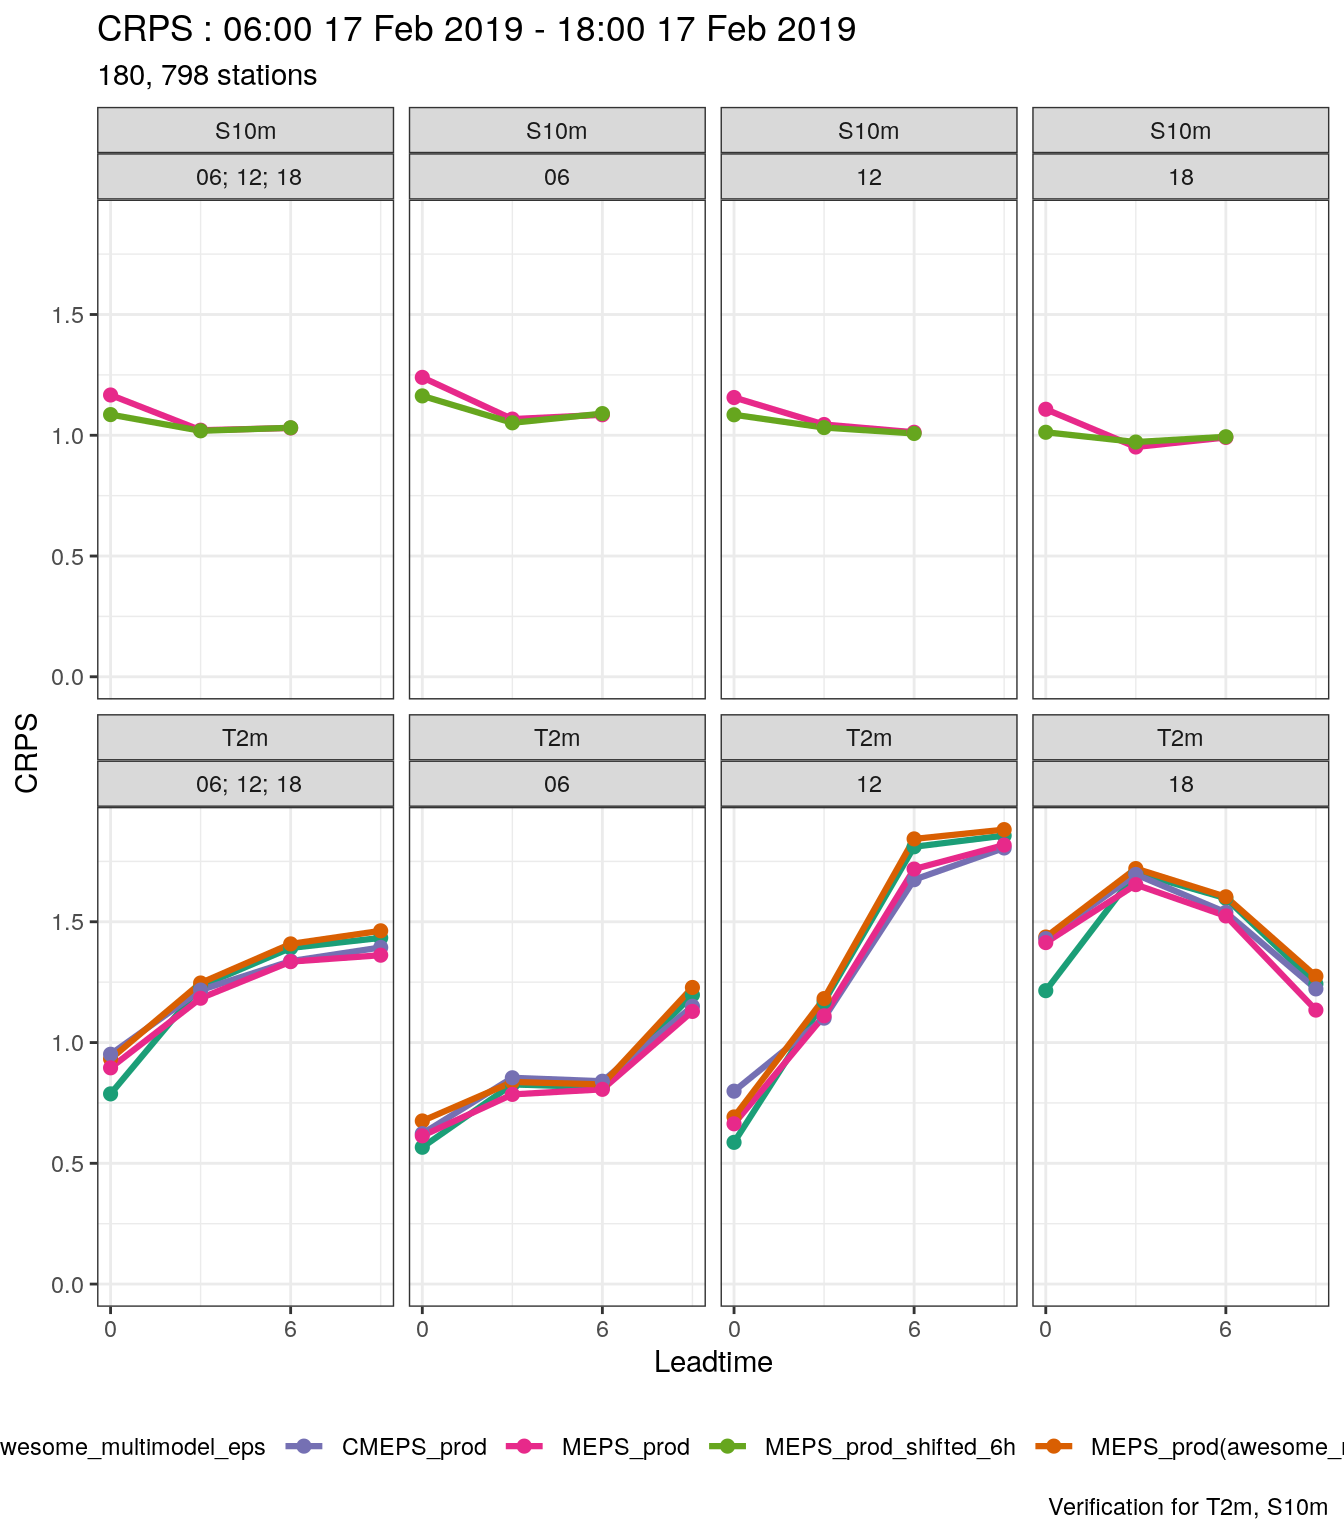 CRPS : 06:00 17 Feb 2019 - 18:00 17 Feb 2019
180, 798 stations
S10m S10m S10m S10m
06; 12; 18 06 12 18
1.5
1.0
0.5
0.0
CRPS
T2m T2m T2m T2m
06; 12; 18 06 12 18
1.5
1.0
0.5
0.0
0 6 0 6 0 6 0 6
Leadtime
wesome_multimodel_eps CMEPS_prod MEPS_prod MEPS_prod_shifted_6h MEPS_prod(awesome_
Verification for T2m, S10m